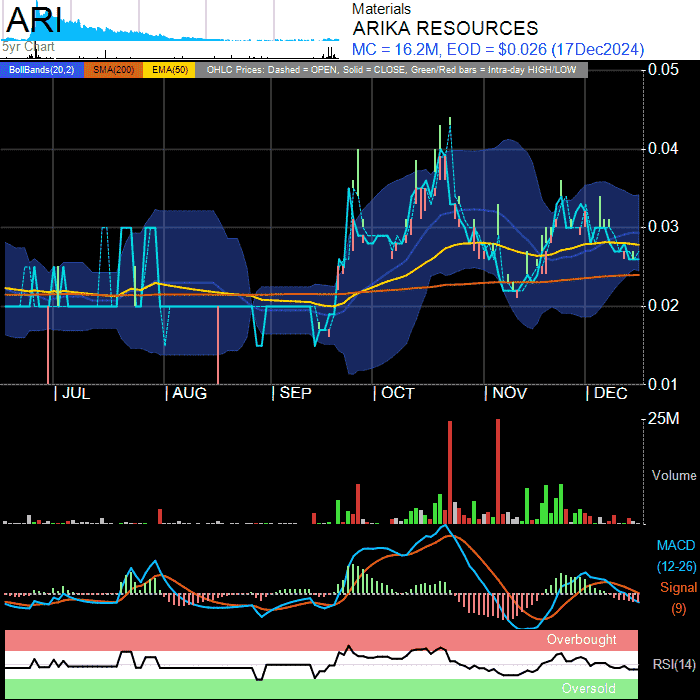 ARI
5yr Chart
Materials
ARIKA RESOURCES
MC = 16.2M, EOD = $0.026 (17Dec2024)
BollBands(20,2) SMA(200) EMA(50) OHLC Prices: Dashed = OPEN, Solid = CLOSE, Green/Red bars = Intra-day HIGH/LOW
0.05
0.04
0.03
0.02
0.01
JUL AUG SEP OCT NOV DEC
25M
Volume
MACD
(12-26)
Signal
(9)
Overbought
RSI(14)
Oversold